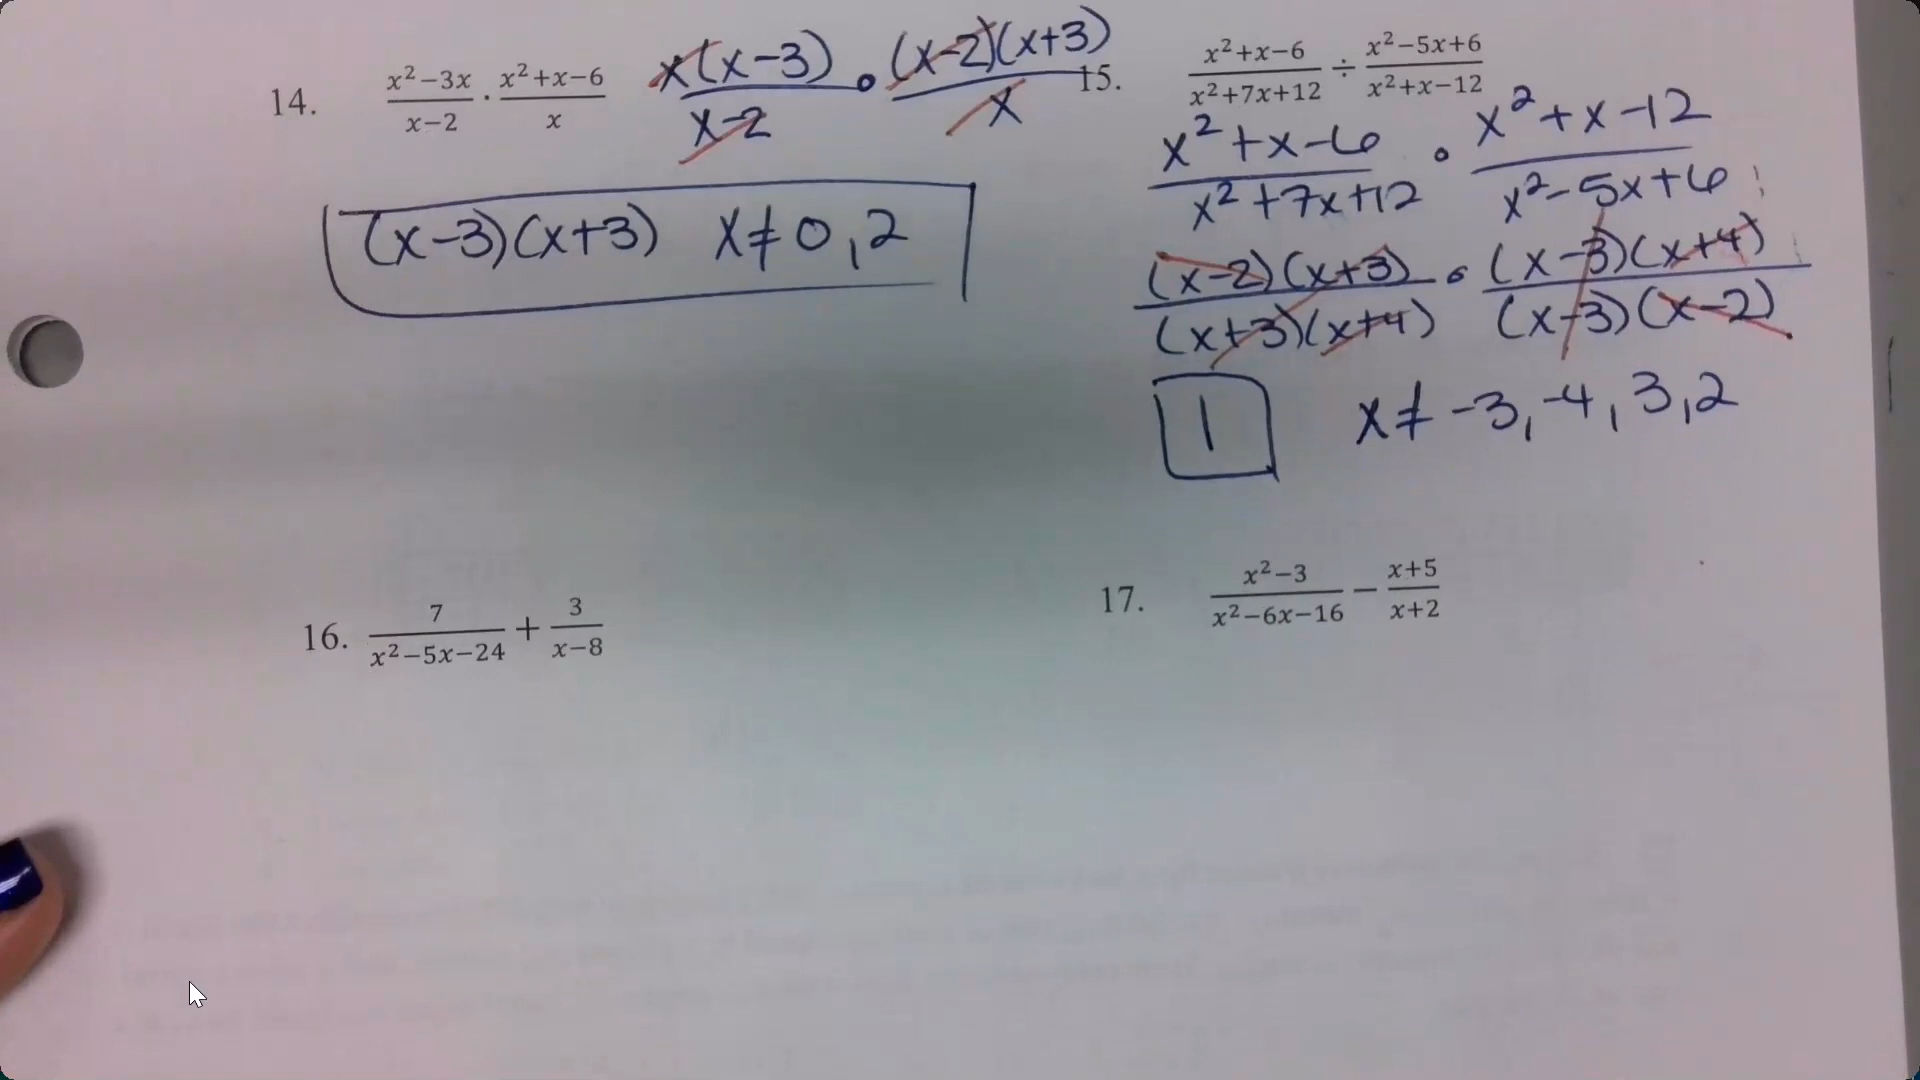 14. x²−3x / x−2 · x²+x−6 / x
x(x-3) / x-2 · (x-2)(x+3) / x
(x-3)(x+3) x≠0,2
15. x²+x−6 / x²+7x+12 ÷ x²−5x+6 / x²+x−12
x²+x-6 / x²+7x+12 · x²+x-12 / x²-5x+6
(x-2)(x+3) / (x+3)(x+4) · (x-3)(x+4) / (x-3)(x-2)
1 x≠-3,-4,3,2
16. 7 / x²−5x−24 + 3 / x−8
17. x²−3 / x²−6x−16 − x+5 / x+2